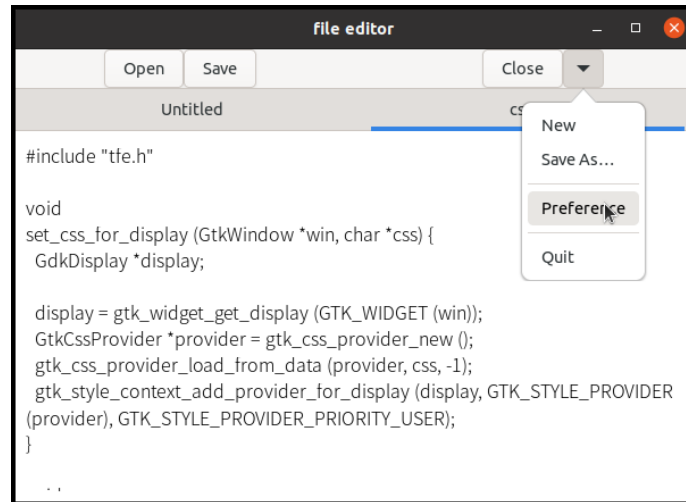 file editor
Open Save Close
Untitled
New
Save As...
Preference
Quit
#include "tfe.h"
void
set_css_for_display (GtkWindow *win, char *css) {
GdkDisplay *display;
display = gtk_widget_get_display (GTK_WIDGET (win));
GtkCssProvider *provider = gtk_css_provider_new ();
gtk_css_provider_load_from_data (provider, css, -1);
gtk_style_context_add_provider_for_display (display, GTK_STYLE_PROVIDER
(provider), GTK_STYLE_PROVIDER_PRIORITY_USER);
}